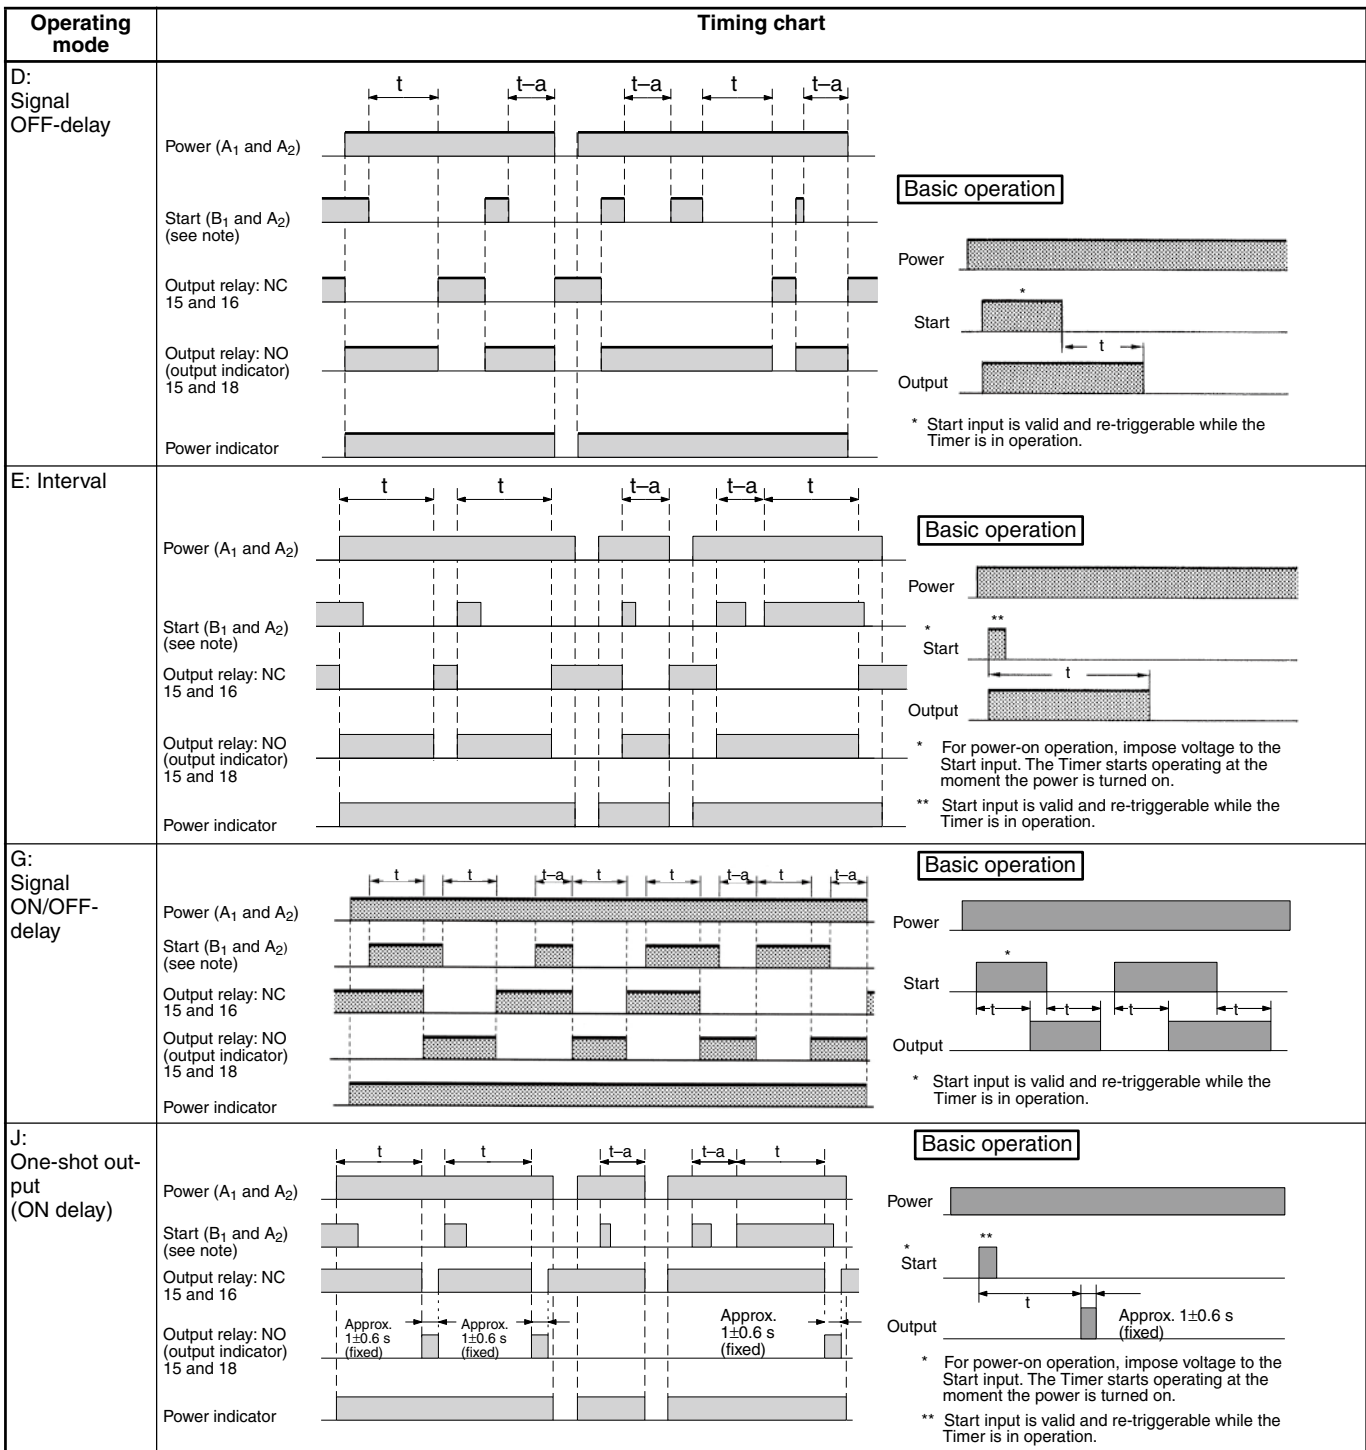 Operating
mode
Timing chart
D:
Signal
OFF-delay
t
t–a
t–a
t
t–a
Power (A1 and A2)
Start (B1 and A2)
(see note)
Output relay: NC
15 and 16
Output relay: NO
(output indicator)
15 and 18
Power indicator
Basic operation
Power
*
Start
t
Output
* Start input is valid and re-triggerable while the
Timer is in operation.
E: Interval
t
t
t–a
t–a
t
Power (A1 and A2)
Start (B1 and A2)
(see note)
Output relay: NC
15 and 16
Output relay: NO
(output indicator)
15 and 18
Power indicator
Basic operation
Power
*
**
Start
t
Output
* For power-on operation, impose voltage to the
Start input. The Timer starts operating at the
moment the power is turned on.
** Start input is valid and re-triggerable while the
Timer is in operation.
G:
Signal
ON/OFF-
delay
t
t
t–a
t
t
t–a
t
t–a
Power (A1 and A2)
Start (B1 and A2)
(see note)
Output relay: NC
15 and 16
Output relay: NO
(output indicator)
15 and 18
Power indicator
Basic operation
Power
*
Start
t
t
t
t
Output
* Start input is valid and re-triggerable while the
Timer is in operation.
J:
One-shot out-
put
(ON delay)
t
t
t–a
t–a
t
Power (A1 and A2)
Start (B1 and A2)
(see note)
Output relay: NC
15 and 16
Output relay: NO
(output indicator)
15 and 18
Approx.
1±0.6 s
(fixed)
Approx.
1±0.6 s
(fixed)
Approx.
1±0.6 s
(fixed)
Power indicator
Basic operation
Power
*
**
Start
t
Output
Approx. 1±0.6 s
(fixed)
* For power-on operation, impose voltage to the
Start input. The Timer starts operating at the
moment the power is turned on.
** Start input is valid and re-triggerable while the
Timer is in operation.